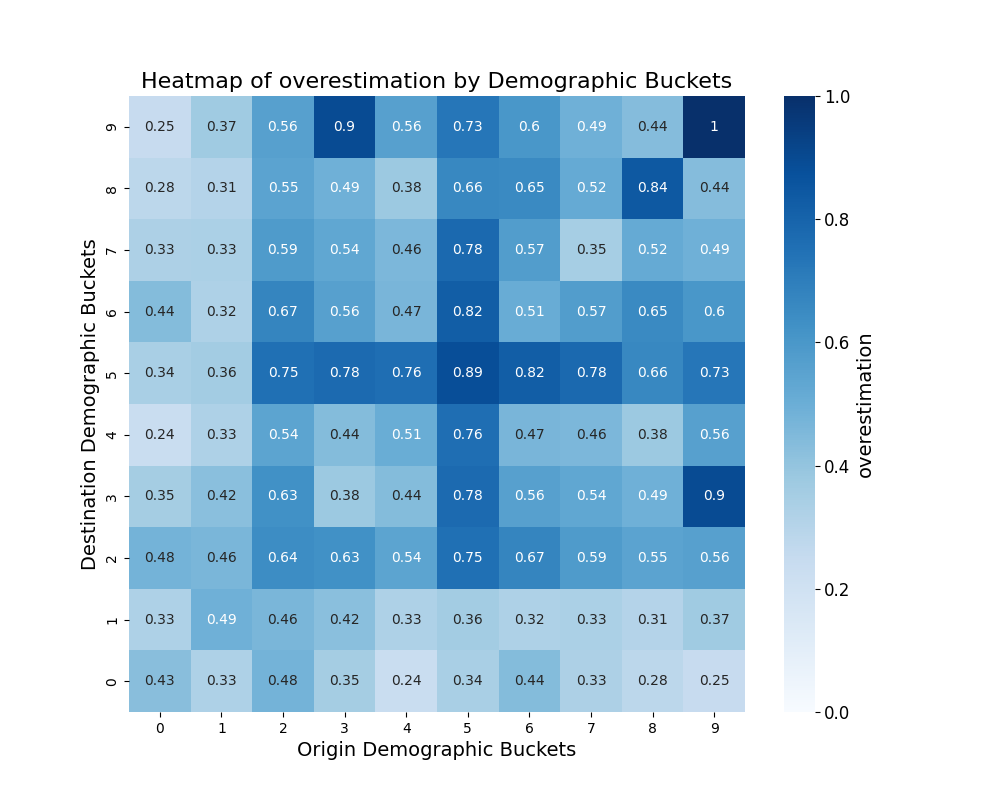 Heatmap of overestimation by Demographic Buckets
9 0.25 0.37 0.56 0.9 0.56 0.73 0.6 0.49 0.44 1
8 0.28 0.31 0.55 0.49 0.38 0.66 0.65 0.52 0.84 0.44
7 0.33 0.33 0.59 0.54 0.46 0.78 0.57 0.35 0.52 0.49
6 0.44 0.32 0.67 0.56 0.47 0.82 0.51 0.57 0.65 0.6
5 0.34 0.36 0.75 0.78 0.76 0.89 0.82 0.78 0.66 0.73
4 0.24 0.33 0.54 0.44 0.51 0.76 0.47 0.46 0.38 0.56
3 0.35 0.42 0.63 0.38 0.44 0.78 0.56 0.54 0.49 0.9
2 0.48 0.46 0.64 0.63 0.54 0.75 0.67 0.59 0.55 0.56
1 0.33 0.49 0.46 0.42 0.33 0.36 0.32 0.33 0.31 0.37
0 0.43 0.33 0.48 0.35 0.24 0.34 0.44 0.33 0.28 0.25
0 1 2 3 4 5 6 7 8 9
Origin Demographic Buckets
Destination Demographic Buckets
1.0
0.8
0.6
0.4
0.2
0.0
overestimation